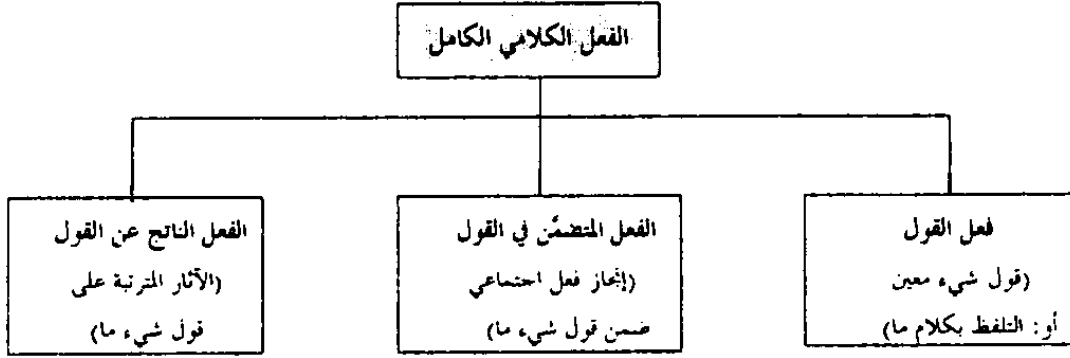 الفعل الكلامي الكامل
فعل القول
(قول شيء معين
أو: التلفظ بكلام ما)
الفعل المتضمَّن في القول
(إنجاز فعل اجتماعي
ضمن قول شيء ما)
الفعل الناتج عن القول
(الآثار المترتبة على
قول شيء ما)